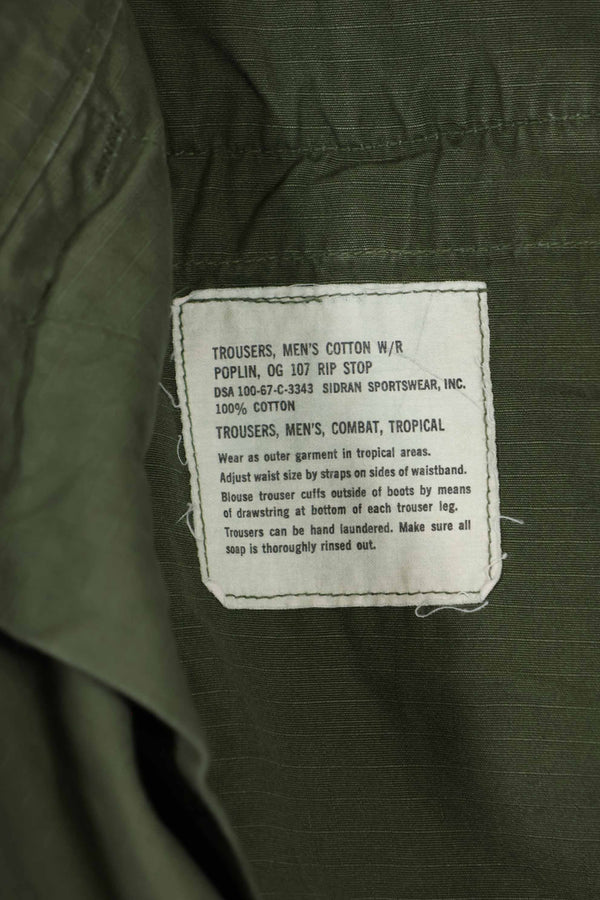 TROUSERS, MEN'S COTTON W/R
POPLIN, OG 107 RIP STOP
DSA 100-67-C-3343 SIDRAN SPORTSWEAR, INC.
100% COTTON
TROUSERS, MEN'S, COMBAT, TROPICAL
Wear as outer garment in tropical areas.
Adjust waist size by straps on sides of waistband.
Blouse trouser cuffs outside of boots by means
of drawstring at bottom of each trouser leg.
Trousers can be hand laundered. Make sure all
soap is thoroughly rinsed out.